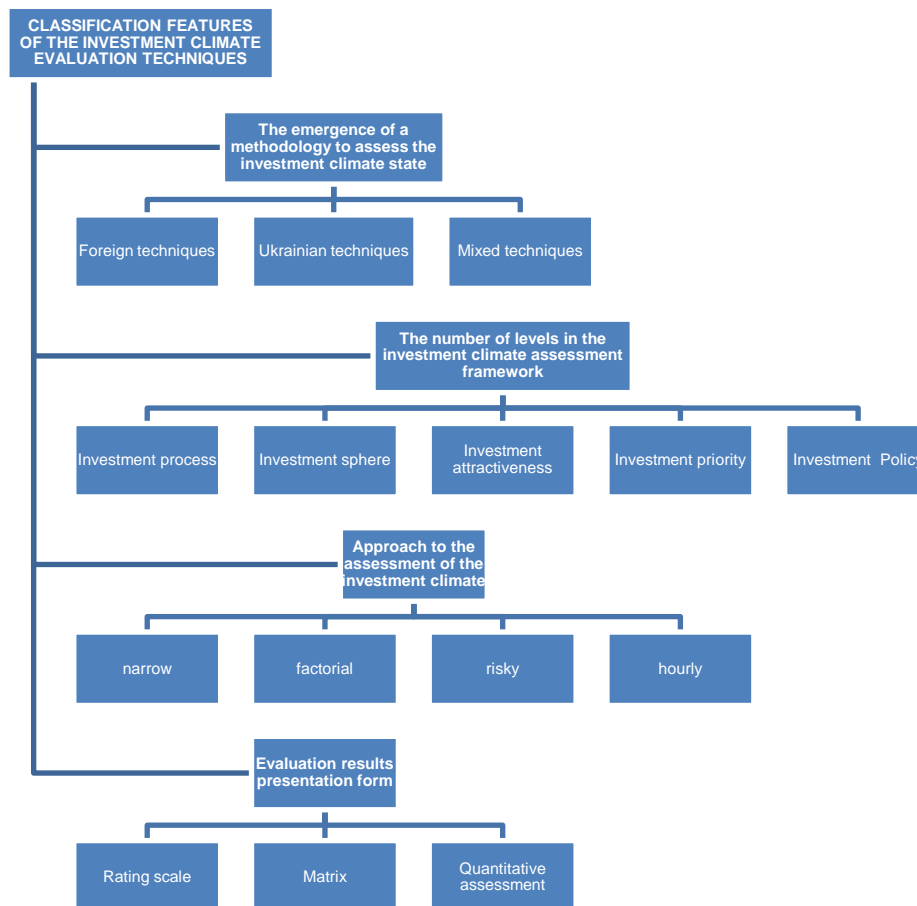 CLASSIFICATION FEATURES
OF THE INVESTMENT CLIMATE
EVALUATION TECHNIQUES
The emergence of a
methodology to assess the
investment climate state
Foreign techniques
Ukrainian techniques
Mixed techniques
The number of levels in the
investment climate assessment
framework
Investment process
Investment sphere
Investment
attractiveness
Investment priority
Investment Policy
Approach to the
assessment of the
investment climate
narrow
factorial
risky
hourly
Evaluation results
presentation form
Rating scale
Matrix
Quantitative
assessment